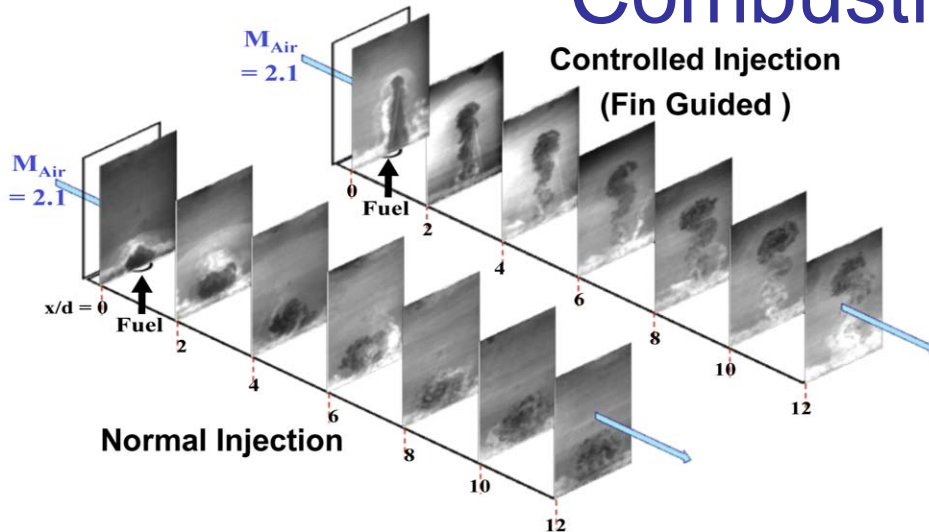 Combusti
M_Air
= 2.1
Controlled Injection
(Fin Guided )
0
Fuel
2
4
6
8
10
12
M_Air
= 2.1
x/d = 0
Fuel
2
4
6
8
10
12
Normal Injection